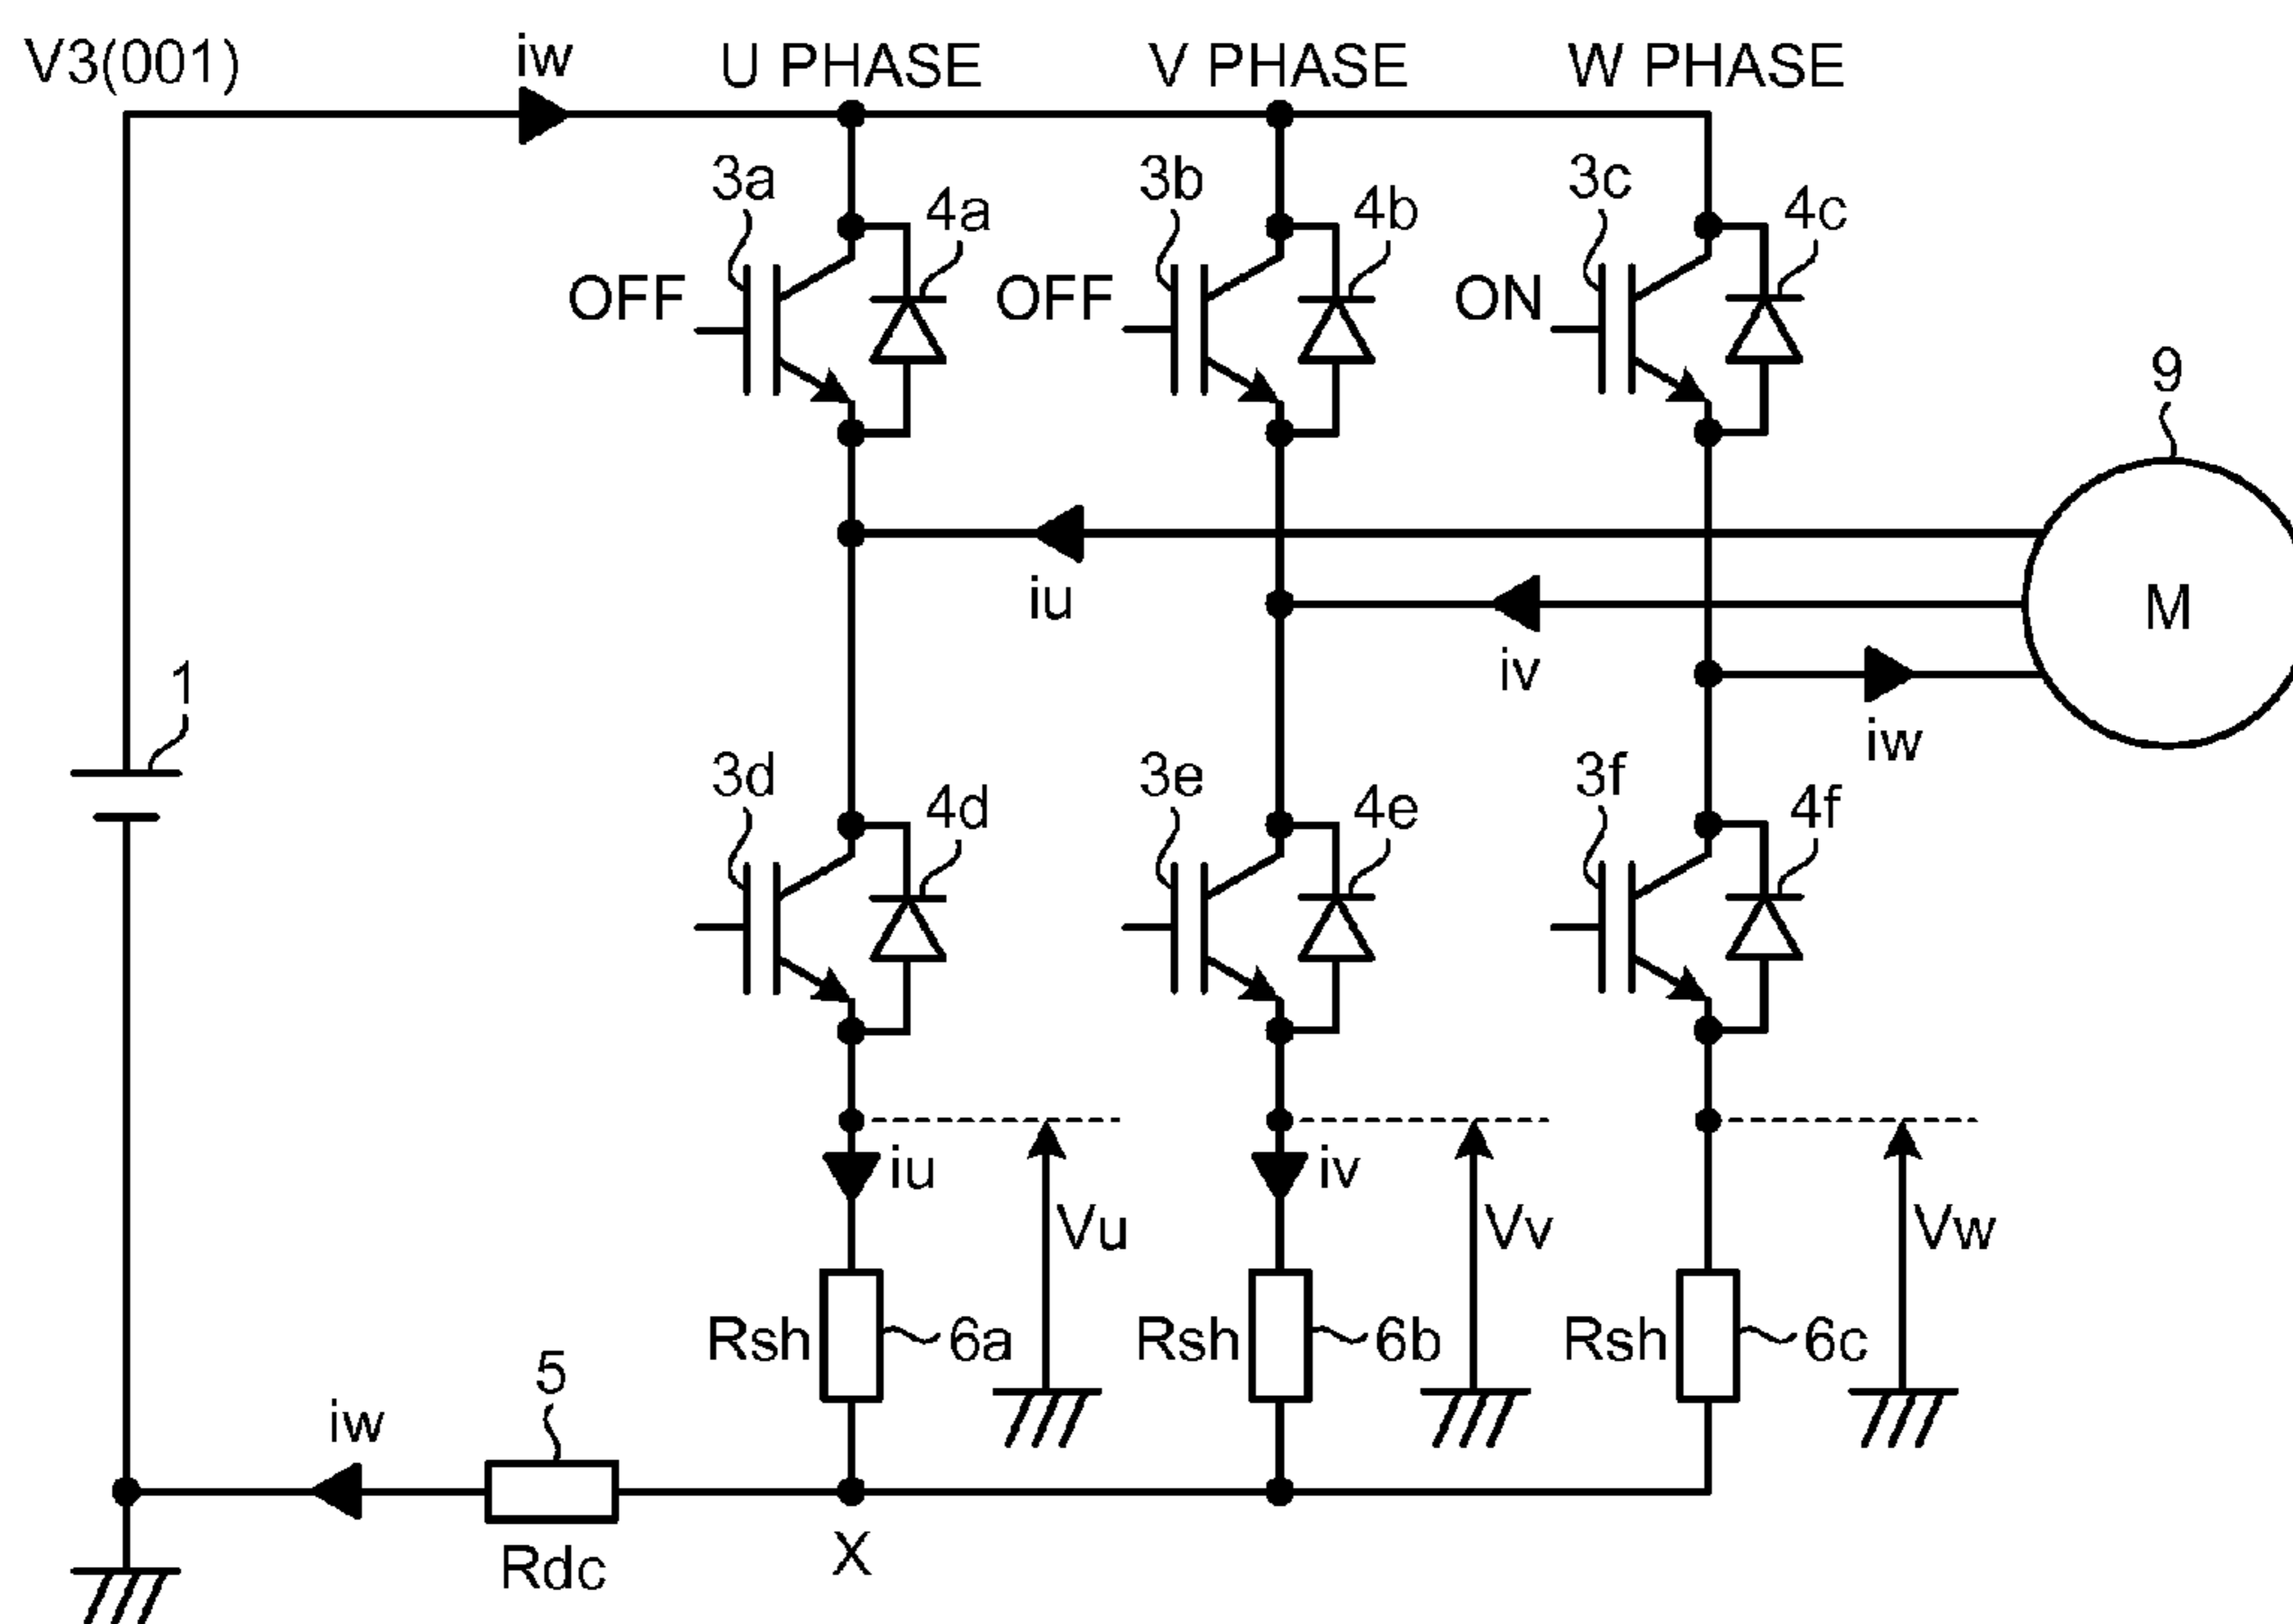 V3(001)
iw
U PHASE
V PHASE
W PHASE
3a
4a
3b
4b
3c
4c
OFF
OFF
ON
9
M
iu
iv
iw
1
3d
4d
3e
4e
3f
4f
iu
iv
Vu
Vv
Vw
Rsh
6a
Rsh
6b
Rsh
6c
5
iw
Rdc
X